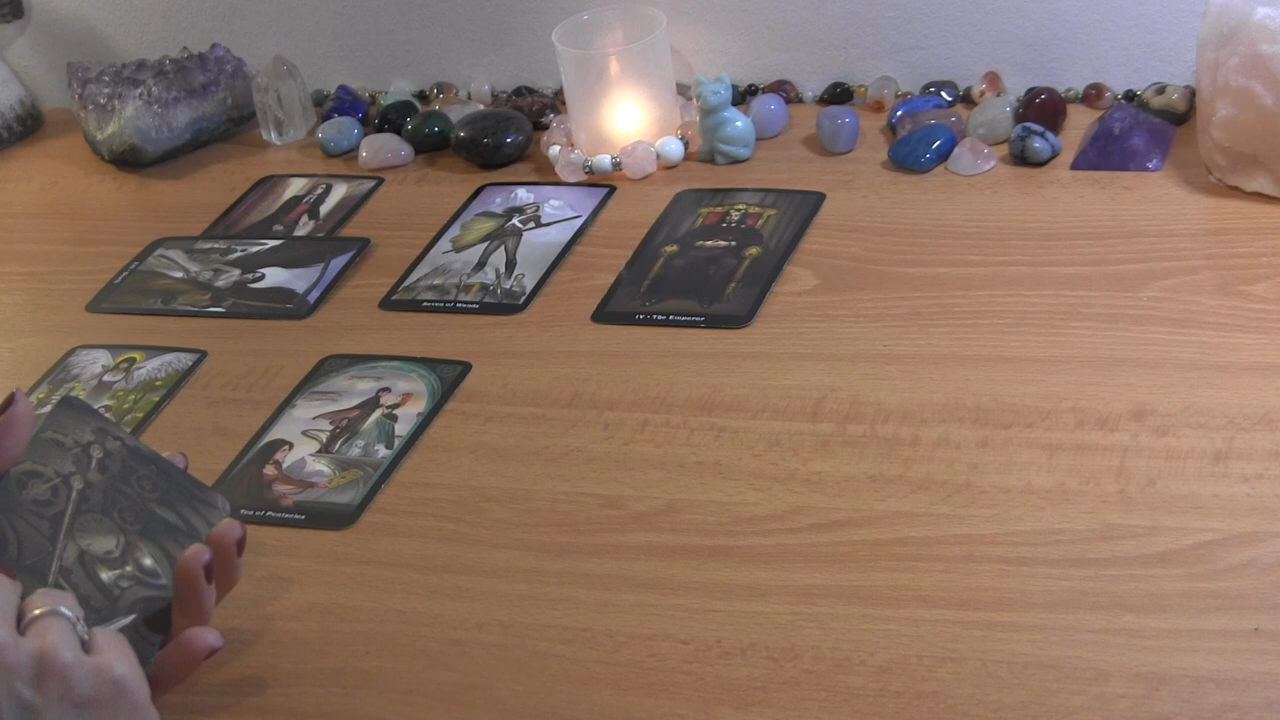 Seven of Wands
IV • The Emperor
Ten of Pentacles